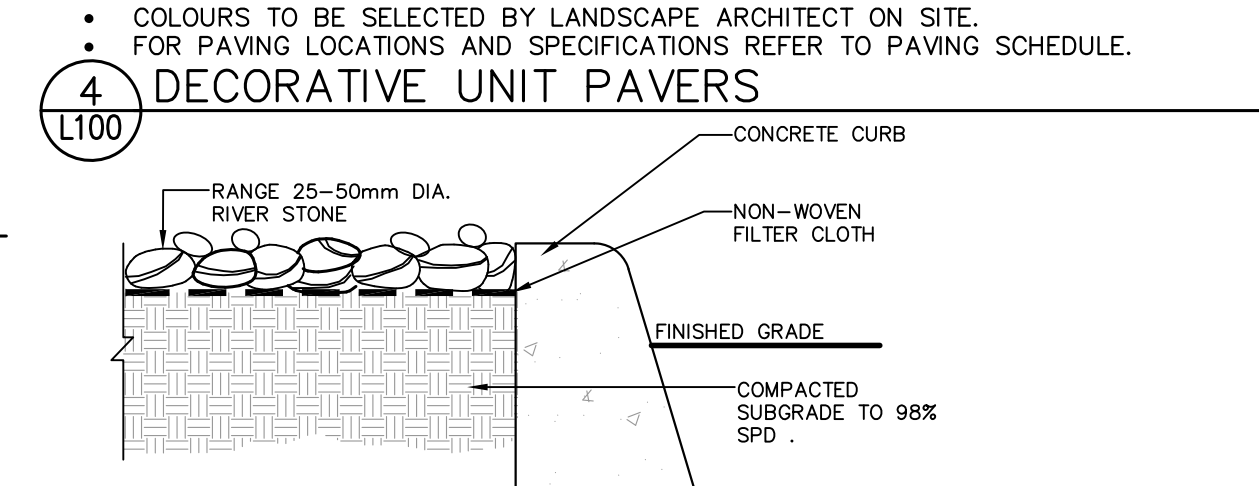 • COLOURS TO BE SELECTED BY LANDSCAPE ARCHITECT ON SITE.
• FOR PAVING LOCATIONS AND SPECIFICATIONS REFER TO PAVING SCHEDULE.
4
L100
DECORATIVE UNIT PAVERS
CONCRETE CURB
RANGE 25-50mm DIA.
RIVER STONE
NON-WOVEN
FILTER CLOTH
FINISHED GRADE
COMPACTED
SUBGRADE TO 98%
SPD .